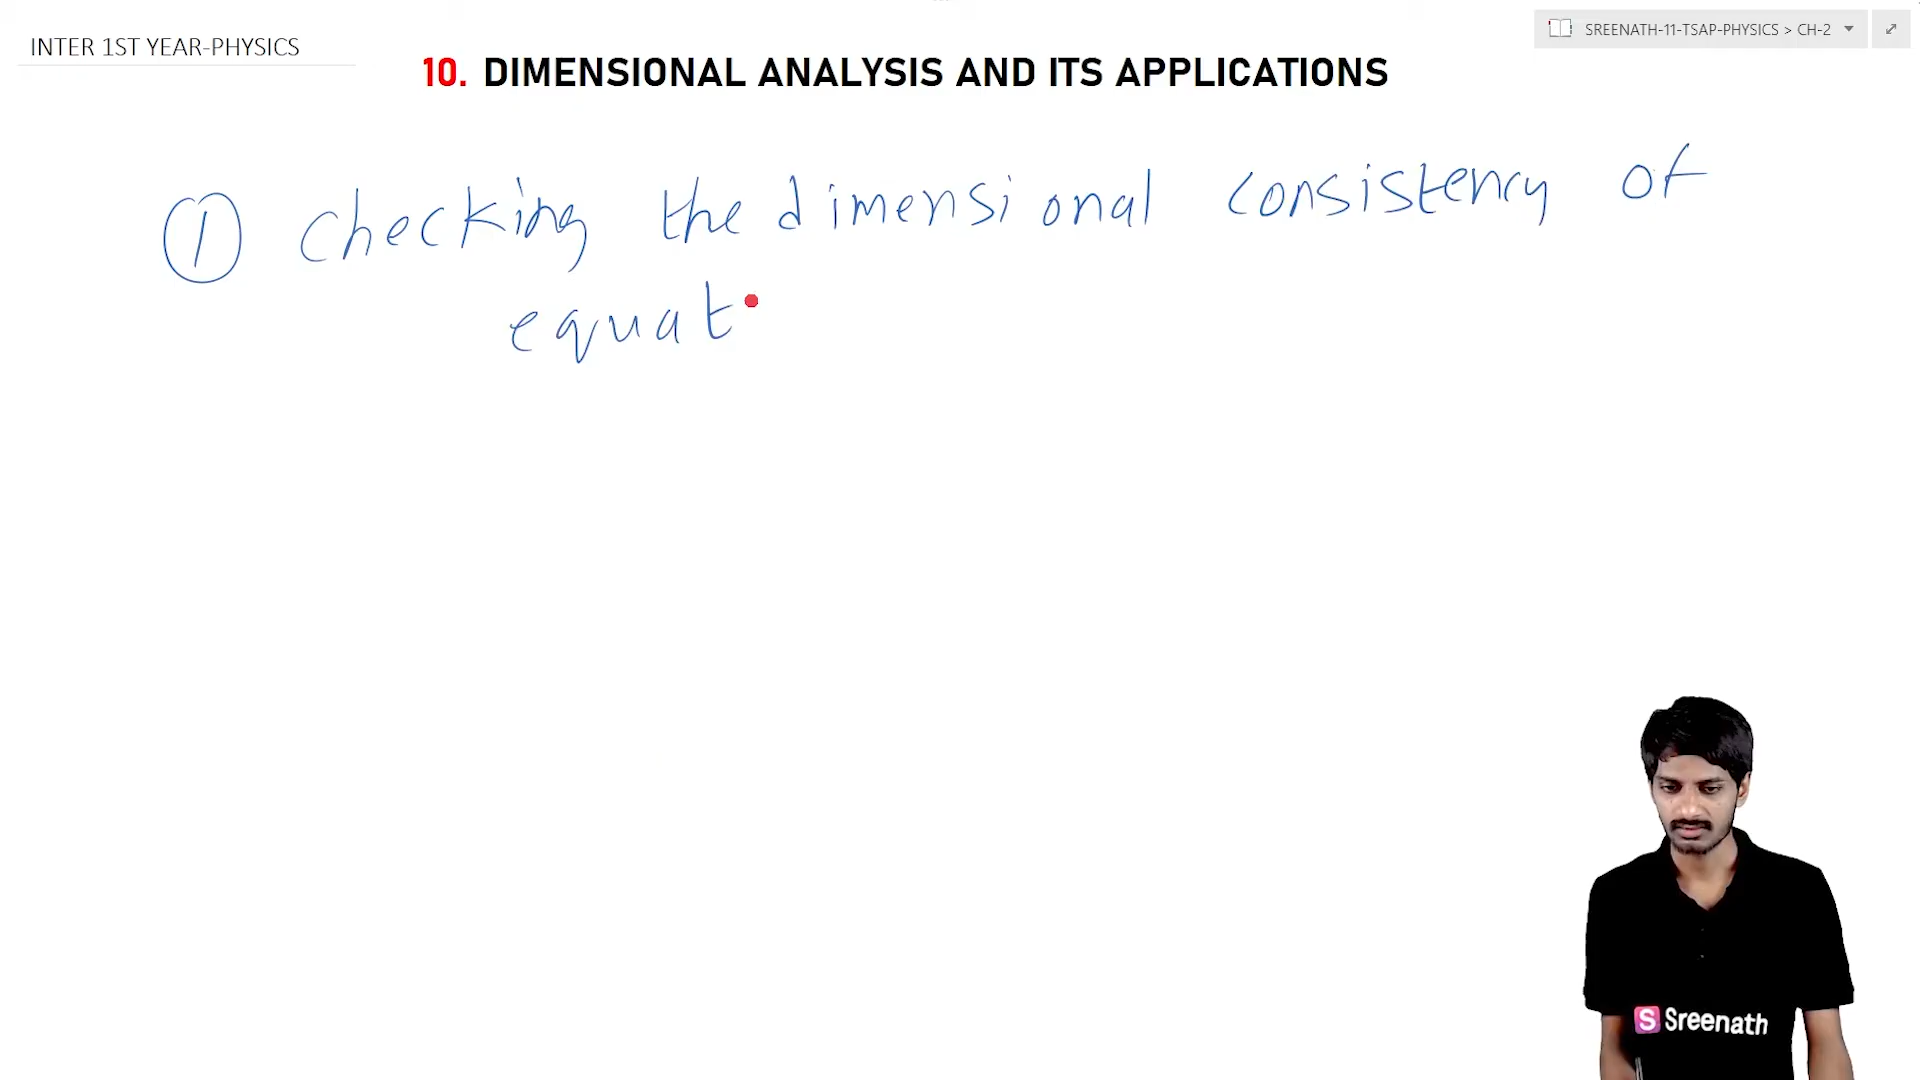 INTER 1ST YEAR-PHYSICS
SREENATH-11-TSAP-PHYSICS > CH-2
10. DIMENSIONAL ANALYSIS AND ITS APPLICATIONS
1 checking the dimensional consistency of
equat
S Sreenath